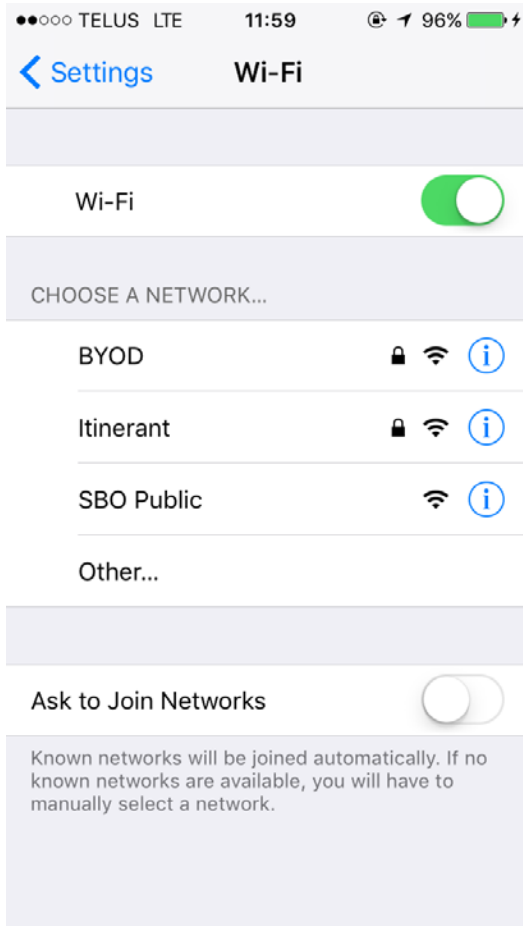 TELUS LTE 11:59 96%
Settings Wi-Fi
Wi-Fi
CHOOSE A NETWORK...
BYOD
Itinerant
SBO Public
Other...
Ask to Join Networks
Known networks will be joined automatically. If no
known networks are available, you will have to
manually select a network.